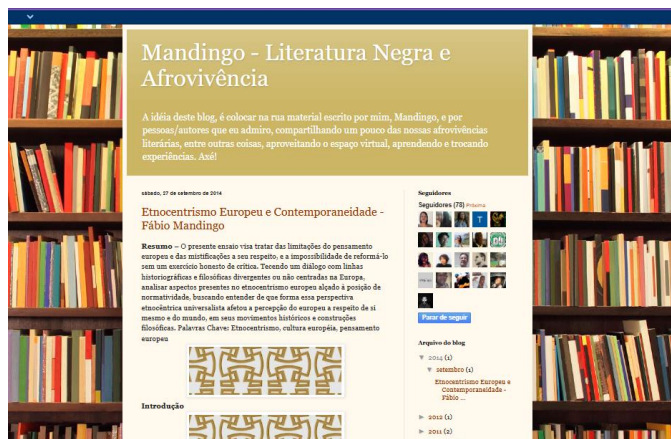 Mandingo - Literatura Negra e
Afrovivência
A idéia deste blog, é colocar na rua material escrito por mim, Mandingo, e por
pessoas/autores que eu admiro, compartilhando um pouco das nossas afrovivências
literárias, entre outras coisas, aproveitando o espaço virtual, aprendendo e trocando
experiências. Axé!
sábado, 27 de setembro de 2014
Etnocentrismo Europeu e Contemporaneidade -
Fábio Mandingo
Resumo – O presente ensaio visa tratar das limitações do pensamento
europeu e das mistificações a seu respeito, e a impossibilidade de reformá-lo
sem um exercício honesto de crítica. Tecendo um diálogo com linhas
historiográficas e filosóficas divergentes ou não centradas na Europa,
analisar aspectos presentes no etnocentrismo europeu alçado à posição de
normatividade, buscando entender de que forma essa perspectiva
etnocêntrica universalista afetou a percepção do europeu a respeito de si
mesmo e do mundo, em seus movimentos históricos e construções
filosóficas. Palavras Chave: Etnocentrismo, cultura européia, pensamento
europeu
Introdução
Seguidores
Seguidores (78) Próxima
Parar de seguir
Arquivo do blog
▼ 2014 (1)
▼ setembro (1)
Etnocentrismo Europeu e
Contemporaneidade -
Fábio ...
► 2012 (1)
► 2011 (2)